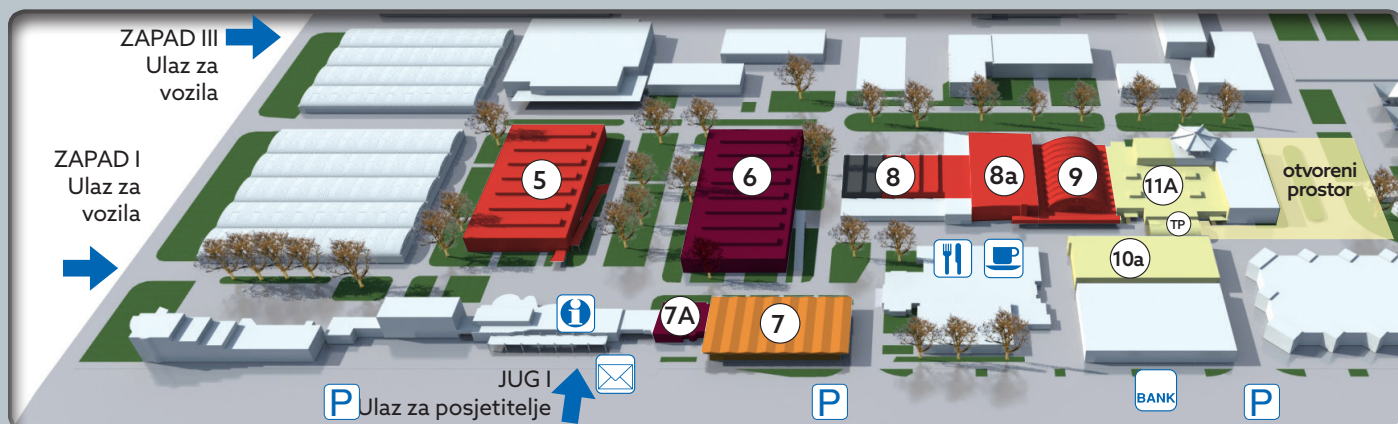 ZAPAD III
Ulaz za
vozila
ZAPAD I
Ulaz za
vozila
5
6
8
8a
9
11A
otvoreni
prostor
TP
10a
7A
7
i
JUG I
Ulaz za posjetitelje
P
P
BANK
P